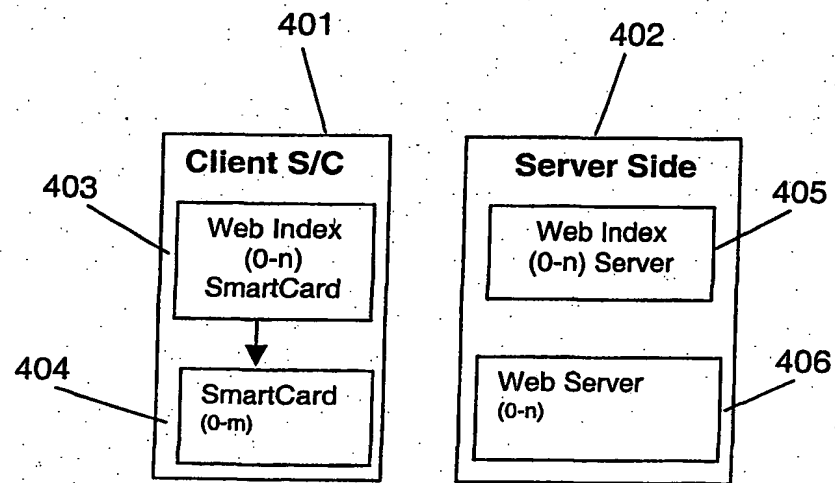 401
402
Client S/C
Server Side
403
Web Index
(0-n)
SmartCard
Web Index
(0-n) Server
405
404
SmartCard
(0-m)
Web Server
(0-n)
406